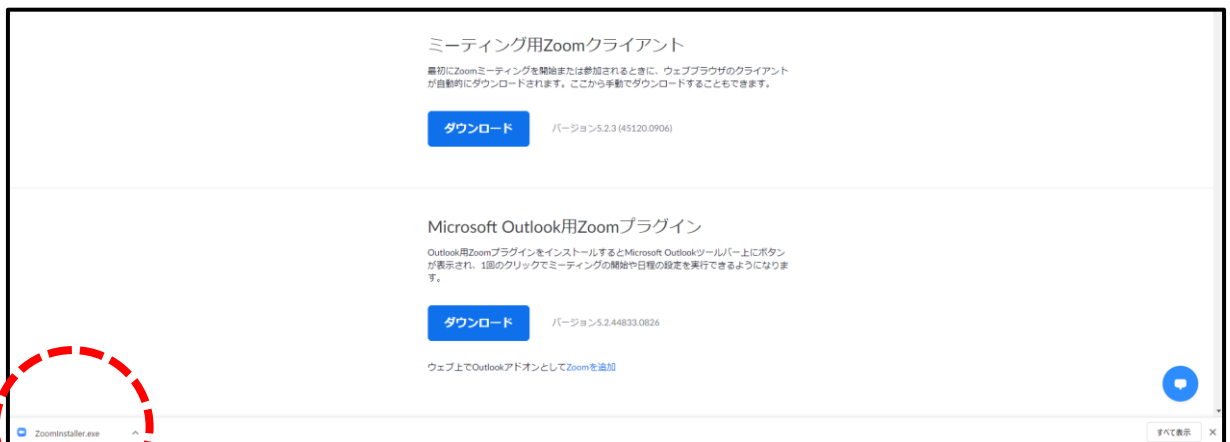 ミーティング用Zoomクライアント
最初にZoomミーティングを開始または参加されるときに、ウェブブラウザのクライアント
が自動的にダウンロードされます。ここから手動でダウンロードすることもできます。
ダウンロード バージョン5.2.3 (45120.0906)
Microsoft Outlook用Zoomプラグイン
Outlook用ZoomプラグインをインストールするとMicrosoft Outlookツールバー上にボタン
が表示され、1回のクリックでミーティングの開始や日程の設定を実行できるようになりま
す。
ダウンロード バージョン5.2.44833.0826
ウェブ上でOutlookアドオンとしてZoomを追加
ZoomInstaller.exe すべて表示